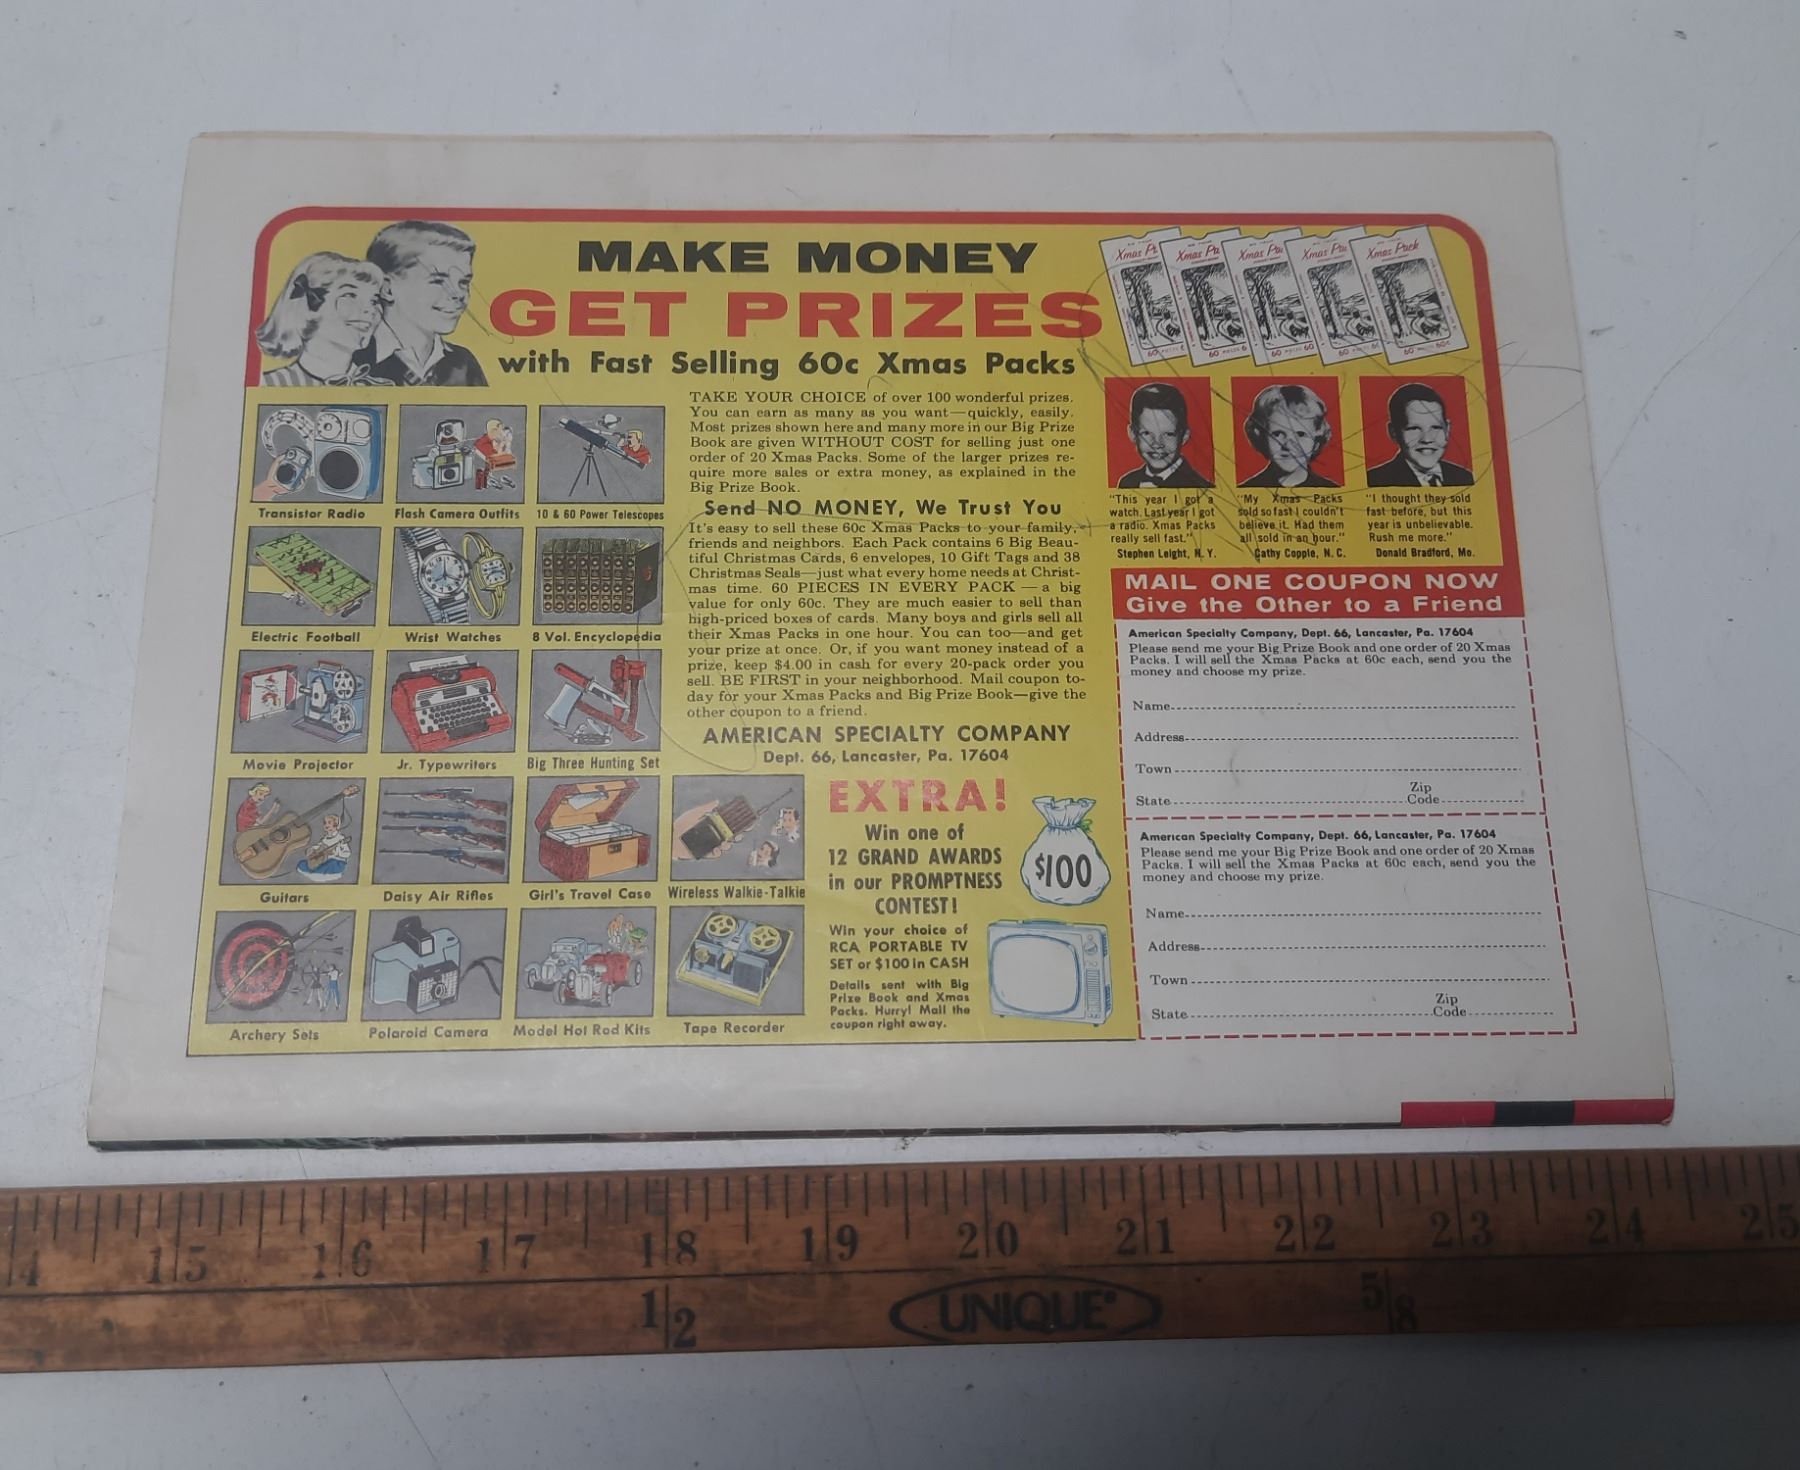 MAKE MONEY
GET PRIZES
with Fast Selling 60c Xmas Packs
Xmas Pa
Xmas Pa
Xmas Pa
Xmas Pa
Xmas Pack
TAKE YOUR CHOICE of over 100 wonderful prizes.
You can earn as many as you want—quickly, easily.
Most prizes shown here and many more in our Big Prize
Book are given WITHOUT COST for selling just one
order of 20 Xmas Packs. Some of the larger prizes re-
quire more sales or extra money, as explained in the
Big Prize Book.
Send NO MONEY, We Trust You
It's easy to sell these 60c Xmas Packs to your family,
friends and neighbors. Each Pack contains 6 Big Beau-
tiful Christmas Cards, 6 envelopes, 10 Gift Tags and 38
Christmas Seals—just what every home needs at Christ-
mas time. 60 PIECES IN EVERY PACK — a big
value for only 60c. They are much easier to sell than
high-priced boxes of cards. Many boys and girls sell all
their Xmas Packs in one hour. You can too—and get
your prize at once. Or, if you want money instead of a
prize, keep $4.00 in cash for every 20-pack order you
sell. BE FIRST in your neighborhood. Mail coupon to-
day for your Xmas Packs and Big Prize Book—give the
other coupon to a friend.
AMERICAN SPECIALTY COMPANY
Dept. 66, Lancaster, Pa. 17604
Transistor Radio
Flash Camera Outfits
10 & 60 Power Telescopes
Electric Football
Wrist Watches
8 Vol. Encyclopedia
Movie Projector
Jr. Typewriters
Big Three Hunting Set
Guitars
Daisy Air Rifles
Girl's Travel Case
Wireless Walkie-Talkie
Archery Sets
Polaroid Camera
Model Hot Rod Kits
Tape Recorder
EXTRA!
Win one of
12 GRAND AWARDS
in our PROMPTNESS
CONTEST!
Win your choice of
RCA PORTABLE TV
SET or $100 in CASH
Details sent with Big
Prize Book and Xmas
Packs. Hurry! Mail the
coupon right away.
$100
"This year I got a
watch. Last year I got
a radio. Xmas Packs
really sell fast."
Stephen Leight, N. Y.
"My Xmas Packs
sold so fast I couldn't
believe it. Had them
all sold in an hour."
Cathy Copple, N. C.
"I thought they sold
fast before, but this
year is unbelievable.
Rush me more."
Donald Bradford, Mo.
MAIL ONE COUPON NOW
Give the Other to a Friend
American Specialty Company, Dept. 66, Lancaster, Pa. 17604
Please send me your Big Prize Book and one order of 20 Xmas
Packs. I will sell the Xmas Packs at 60c each, send you the
money and choose my prize.
Name
Address
Town
State Zip Code
American Specialty Company, Dept. 66, Lancaster, Pa. 17604
Please send me your Big Prize Book and one order of 20 Xmas
Packs. I will sell the Xmas Packs at 60c each, send you the
money and choose my prize.
Name
Address
Town
State Zip Code
4 15 16 17 18 19 20 21 22 23 24 25
1/2 UNIQUE 5/8